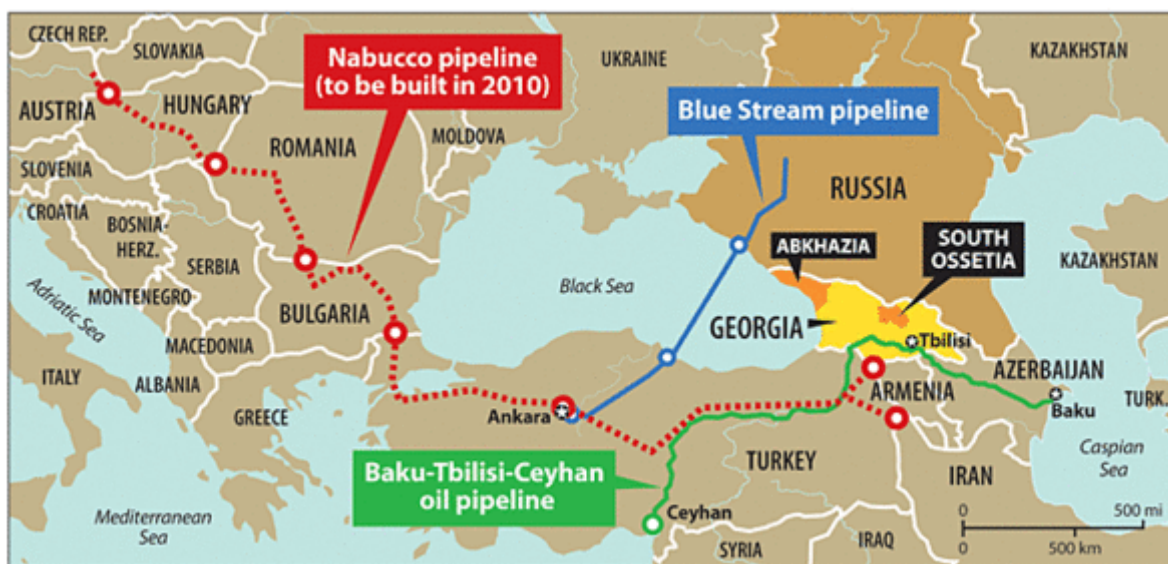 CZECH REP.
SLOVAKIA
Nabucco pipeline
(to be built in 2010)
UKRAINE
KAZAKHSTAN
AUSTRIA
HUNGARY
Blue Stream pipeline
ROMANIA
MOLDOVA
SLOVENIA
RUSSIA
CROATIA
BOSNIA-
HERZ.
ABKHAZIA
SOUTH
OSSETIA
SERBIA
KAZAKHSTAN
Adriatic Sea
MONTENEGRO
BULGARIA
Black Sea
GEORGIA
Tbilisi
MACEDONIA
ITALY
ALBANIA
AZERBAIJAN
ARMENIA
TURK.
GREECE
Ankara
Baku
Caspian
Sea
Baku-Tbilisi-Ceyhan
oil pipeline
TURKEY
IRAN
Mediterranean
Sea
Ceyhan
0 500 mi
0 500 km
SYRIA
IRAQ